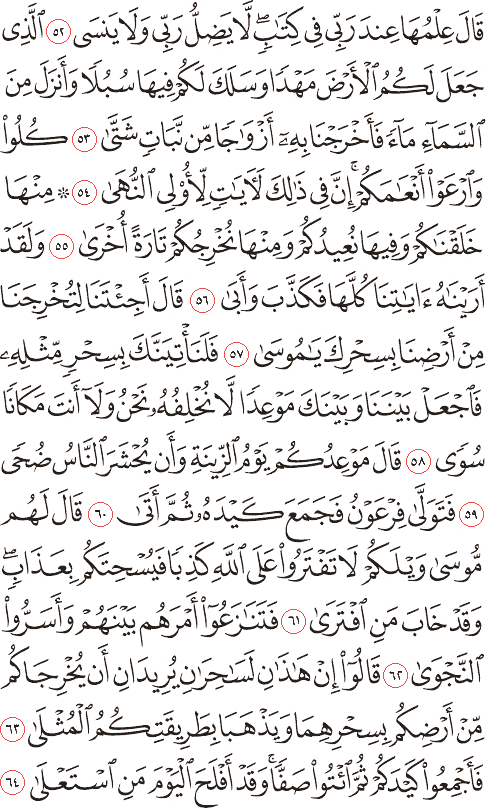 قَالَ عِلْمُهَا عِندَ رَبِّى فِى كِتَٰبٍۢ ۖ لَّا يَضِلُّ رَبِّى وَلَا يَنسَى ٥٢ ٱلَّذِى
جَعَلَ لَكُمُ ٱلْأَرْضَ مَهْدًۭا وَسَلَكَ لَكُمْ فِيهَا سُبُلًۭا وَأَنزَلَ مِنَ
ٱلسَّمَآءِ مَآءًۭ فَأَخْرَجْنَا بِهِۦٓ أَزْوَٰجًۭا مِّن نَّبَاتٍۢ شَتَّىٰ ٥٣ كُلُوا۟
وَٱرْعَوْا۟ أَنْعَٰمَكُمْ ۗ إِنَّ فِى ذَٰلِكَ لَءَايَٰتٍۢ لِّأُو۟لِى ٱلنُّهَىٰ ٥٤ ۞ مِنْهَا
خَلَقْنَٰكُمْ وَفِيهَا نُعِيدُكُمْ وَمِنْهَا نُخْرِجُكُمْ تَارَةً أُخْرَىٰ ٥٥ وَلَقَدْ
أَرَيْنَٰهُ ءَايَٰتِنَا كُلَّهَا فَكَذَّبَ وَأَبَىٰ ٥٦ قَالَ أَجِئْتَنَا لِتُخْرِجَنَا
مِنْ أَرْضِنَا بِسِحْرِكَ يَٰمُوسَىٰ ٥٧ فَلَنَأْتِيَنَّكَ بِسِحْرٍۢ مِّثْلِهِۦ
فَٱجْعَلْ بَيْنَنَا وَبَيْنَكَ مَوْعِدًۭا لَّا نُخْلِفُهُۥ نَحْنُ وَلَآ أَنتَ مَكَانًۭا
سُوًۭى ٥٨ قَالَ مَوْعِدُكُمْ يَوْمُ ٱلزِّينَةِ وَأَن يُحْشَرَ ٱلنَّاسُ ضُحًۭى
٥٩ فَتَوَلَّىٰ فِرْعَوْنُ فَجَمَعَ كَيْدَهُۥ ثُمَّ أَتَىٰ ٦٠ قَالَ لَهُم
مُّوسَىٰ وَيْلَكُمْ لَا تَفْتَرُوا۟ عَلَى ٱللَّهِ كَذِبًۭا فَيُسْحِتَكُم بِعَذَابٍۢ ۖ
وَقَدْ خَابَ مَنِ ٱفْتَرَىٰ ٦١ فَتَنَٰزَعُوٓا۟ أَمْرَهُم بَيْنَهُمْ وَأَسَرُّوا۟
ٱلنَّجْوَىٰ ٦٢ قَالُوٓا۟ إِنْ هَٰذَٰنِ لَسَٰحِرَٰنِ يُرِيدَانِ أَن يُخْرِجَاكُم
مِّنْ أَرْضِكُم بِسِحْرِهِمَا وَيَذْهَبَا بِطَرِيقَتِكُمُ ٱلْمُثْلَىٰ ٦٣
فَأَجْمِعُوا۟ كَيْدَكُمْ ثُمَّ ٱئْتُوا۟ صَفًّۭا ۚ وَقَدْ أَفْلَحَ ٱلْيَوْمَ مَنِ ٱسْتَعْلَىٰ ٦٤